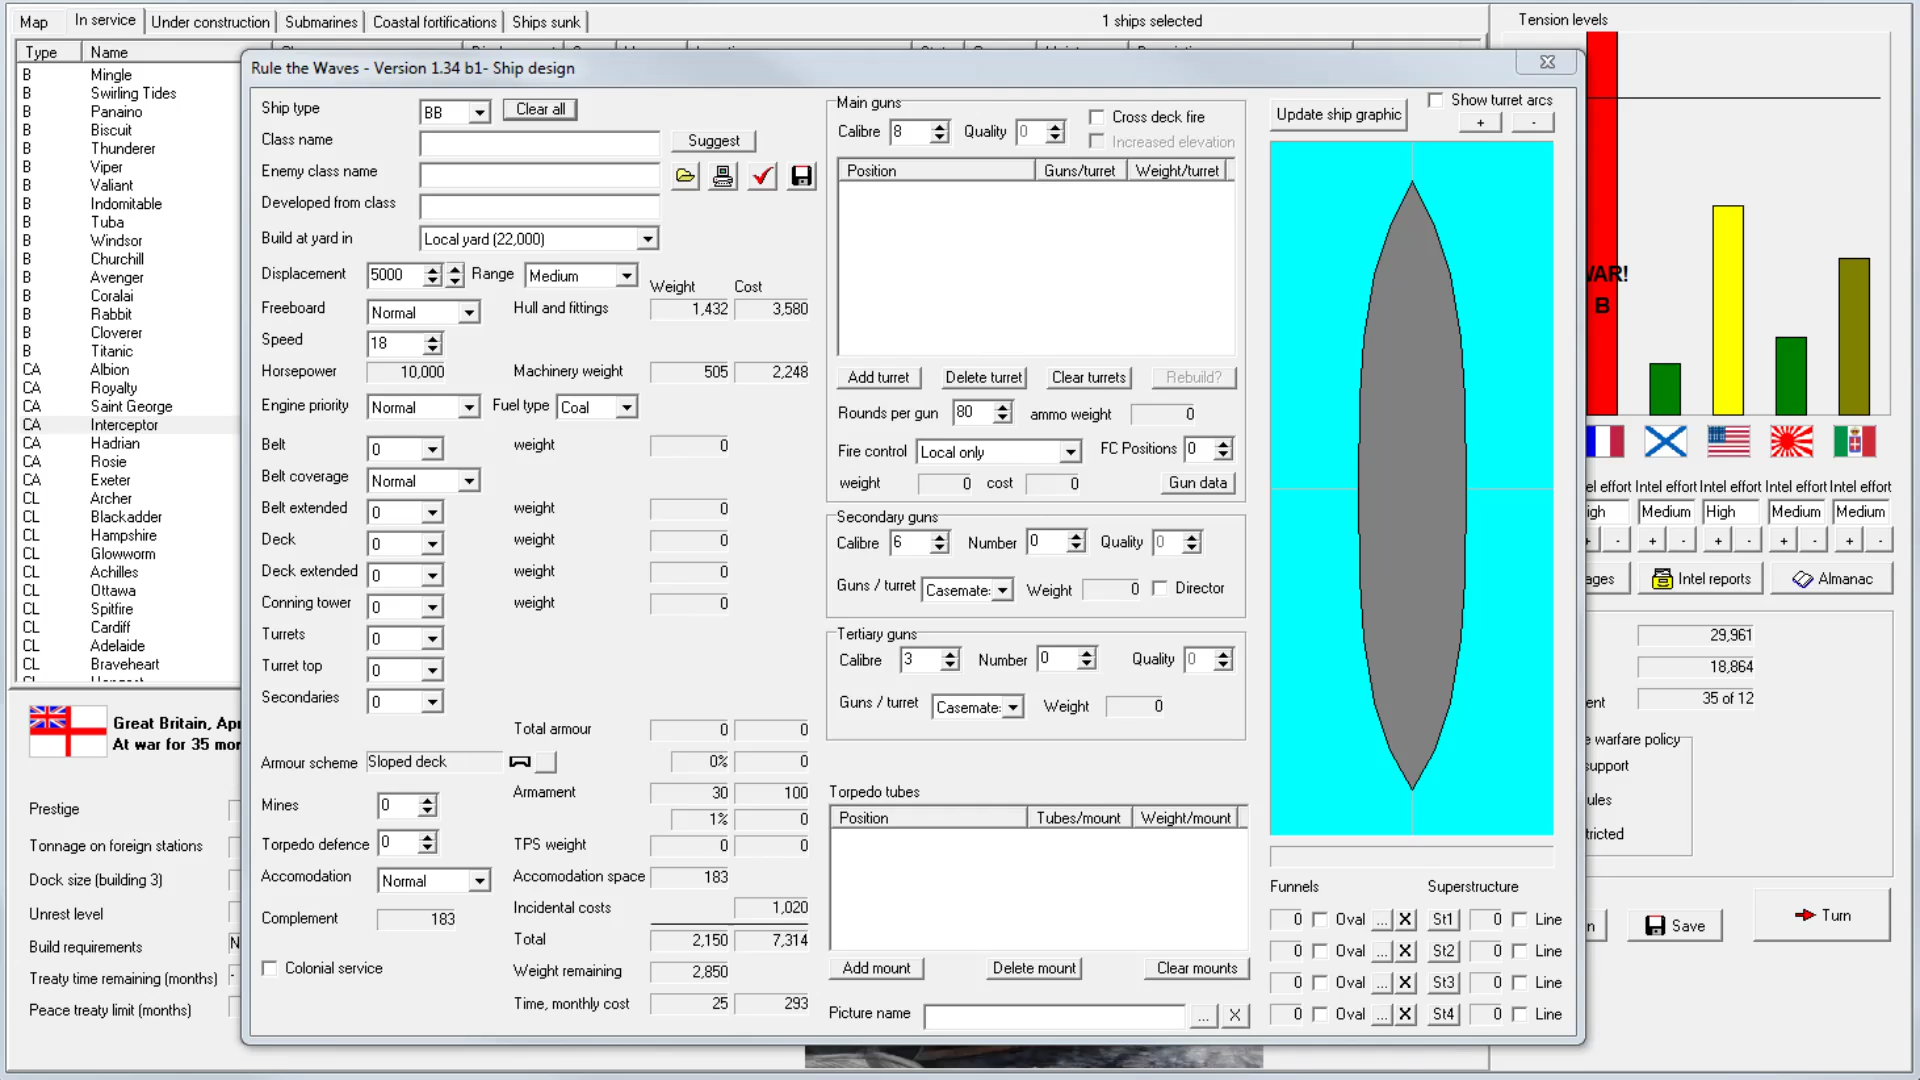 Map
In service
Under construction
Submarines
Coastal fortifications
Ships sunk
1 ships selected
Tension levels
Type
Name
B Mingle
B Swirling Tides
B Panaino
B Biscuit
B Thunderer
B Viper
B Valiant
B Indomitable
B Tuba
B Windsor
B Churchill
B Avenger
B Coralai
B Rabbit
B Cloverer
B Titanic
CA Albion
CA Royalty
CA Saint George
CA Interceptor
CA Hadrian
CA Rosie
CA Exeter
CL Archer
CL Blackadder
CL Hampshire
CL Glowworm
CL Achilles
CL Ottawa
CL Spitfire
CL Cardiff
CL Adelaide
CL Braveheart
Great Britain, Apr
At war for 35 mor
Prestige
Tonnage on foreign stations
Dock size (building 3)
Unrest level
Build requirements N
Treaty time remaining (months) -
Peace treaty limit (months)
Rule the Waves - Version 1.34 b1- Ship design
Ship type BB Clear all
Class name Suggest
Enemy class name
Developed from class
Build at yard in Local yard (22,000)
Displacement 5000 Range Medium
Weight Cost
Freeboard Normal Hull and fittings 1,432 3,580
Speed 18
Horsepower 10,000 Machinery weight 505 2,248
Engine priority Normal Fuel type Coal
Belt 0 weight 0
Belt coverage Normal
Belt extended 0 weight 0
Deck 0 weight 0
Deck extended 0 weight 0
Conning tower 0 weight 0
Turrets 0
Turret top 0
Secondaries 0
Total armour 0 0
Armour scheme Sloped deck 0% 0
Mines 0 Armament 30 100
1% 0
Torpedo defence 0 TPS weight 0 0
Accomodation Normal Accomodation space 183
Incidental costs 1,020
Complement 183
Total 2,150 7,314
Colonial service Weight remaining 2,850
Time, monthly cost 25 293
Main guns
Calibre 8 Quality 0 Cross deck fire
Increased elevation
Position Guns/turret Weight/turret
Add turret Delete turret Clear turrets Rebuild?
Rounds per gun 80 ammo weight 0
Fire control Local only FC Positions 0
weight 0 cost 0 Gun data
Secondary guns
Calibre 6 Number 0 Quality 0
Guns / turret Casemate: Weight 0 Director
Tertiary guns
Calibre 3 Number 0 Quality 0
Guns / turret Casemate: Weight 0
Torpedo tubes
Position Tubes/mount Weight/mount
Add mount Delete mount Clear mounts
Picture name ... X
Update ship graphic Show turret arcs
+ -
Funnels Superstructure
0 Oval ... X St1 0 Line
0 Oval ... X St2 0 Line
0 Oval ... X St3 0 Line
0 Oval ... X St4 0 Line
WAR!
B
el effort Intel effort Intel effort Intel effort Intel effort
igh Medium High Medium Medium
+ - + - + - + - + -
ages Intel reports Almanac
29,961
18,864
ent 35 of 12
e warfare policy
support
ules
tricted
n Save Turn